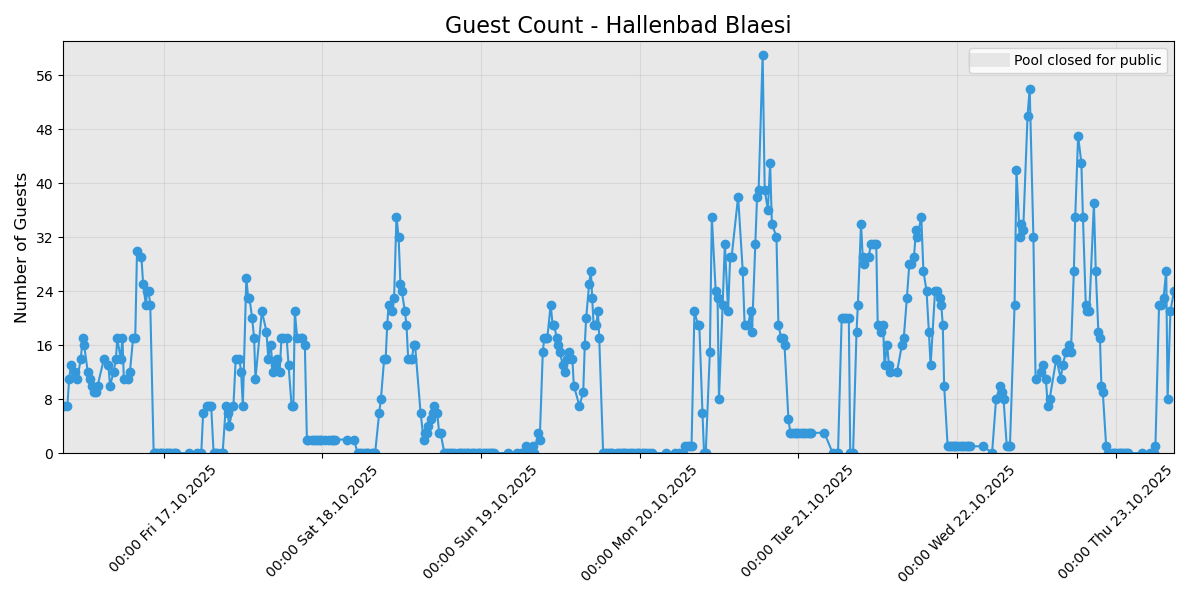 Guest Count - Hallenbad Blaesi
Pool closed for public
Number of Guests
56
48
40
32
24
16
8
0
00:00 Fri 17.10.2025
00:00 Sat 18.10.2025
00:00 Sun 19.10.2025
00:00 Mon 20.10.2025
00:00 Tue 21.10.2025
00:00 Wed 22.10.2025
00:00 Thu 23.10.2025